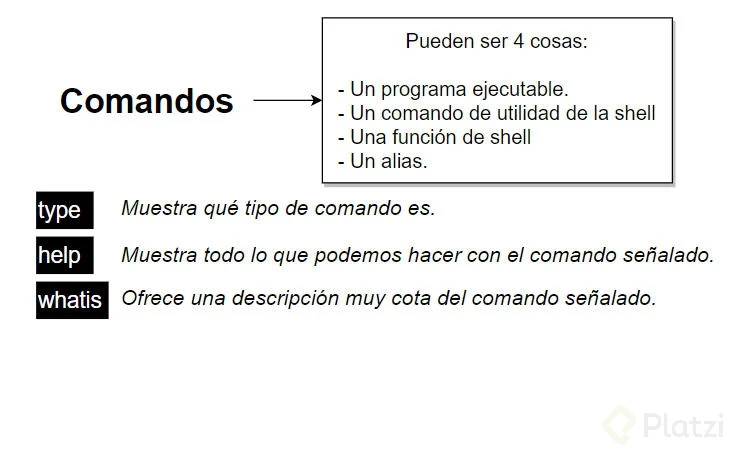 Pueden ser 4 cosas:
Comandos
- Un programa ejecutable.
- Un comando de utilidad de la shell
- Una función de shell
- Un alias.
type Muestra qué tipo de comando es.
help Muestra todo lo que podemos hacer con el comando señalado.
whatis Ofrece una descripción muy cota del comando señalado.
Platzi